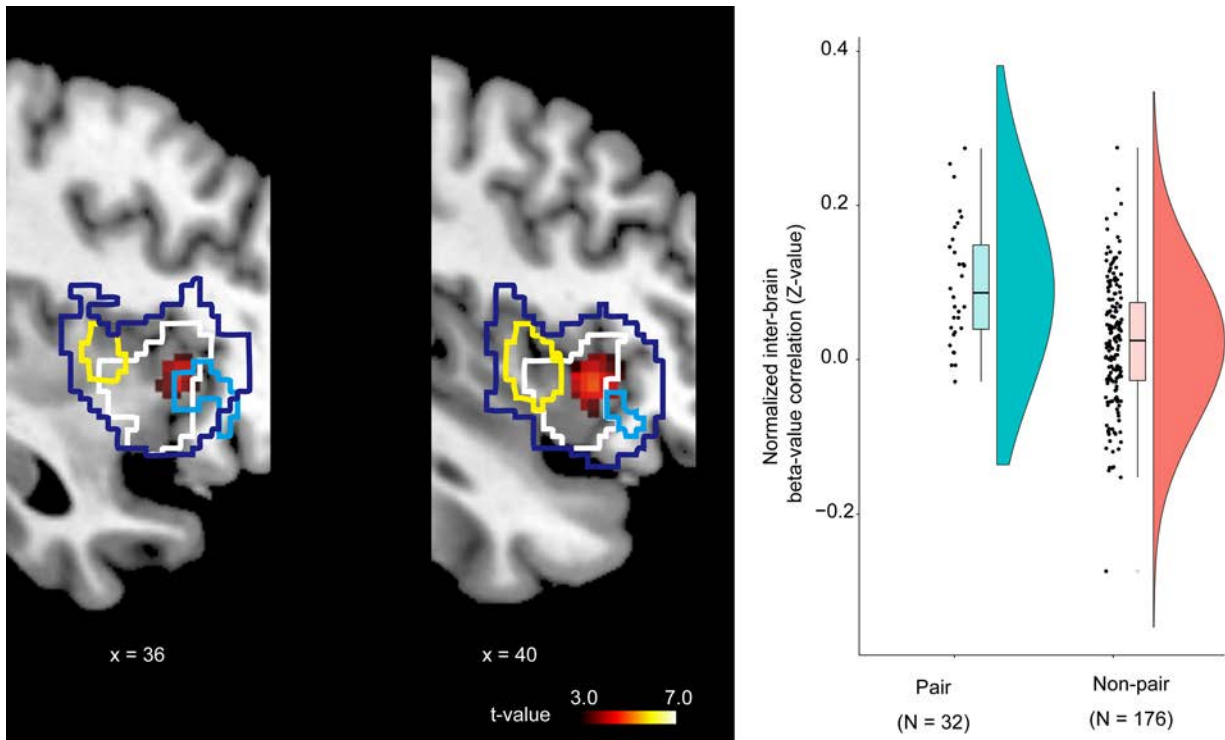 x = 36
x = 40
t-value
3.0
7.0
Normalized inter-brain
beta-value correlation (Z-value)
0.4
0.2
0.0
−0.2
Pair
(N = 32)
Non-pair
(N = 176)